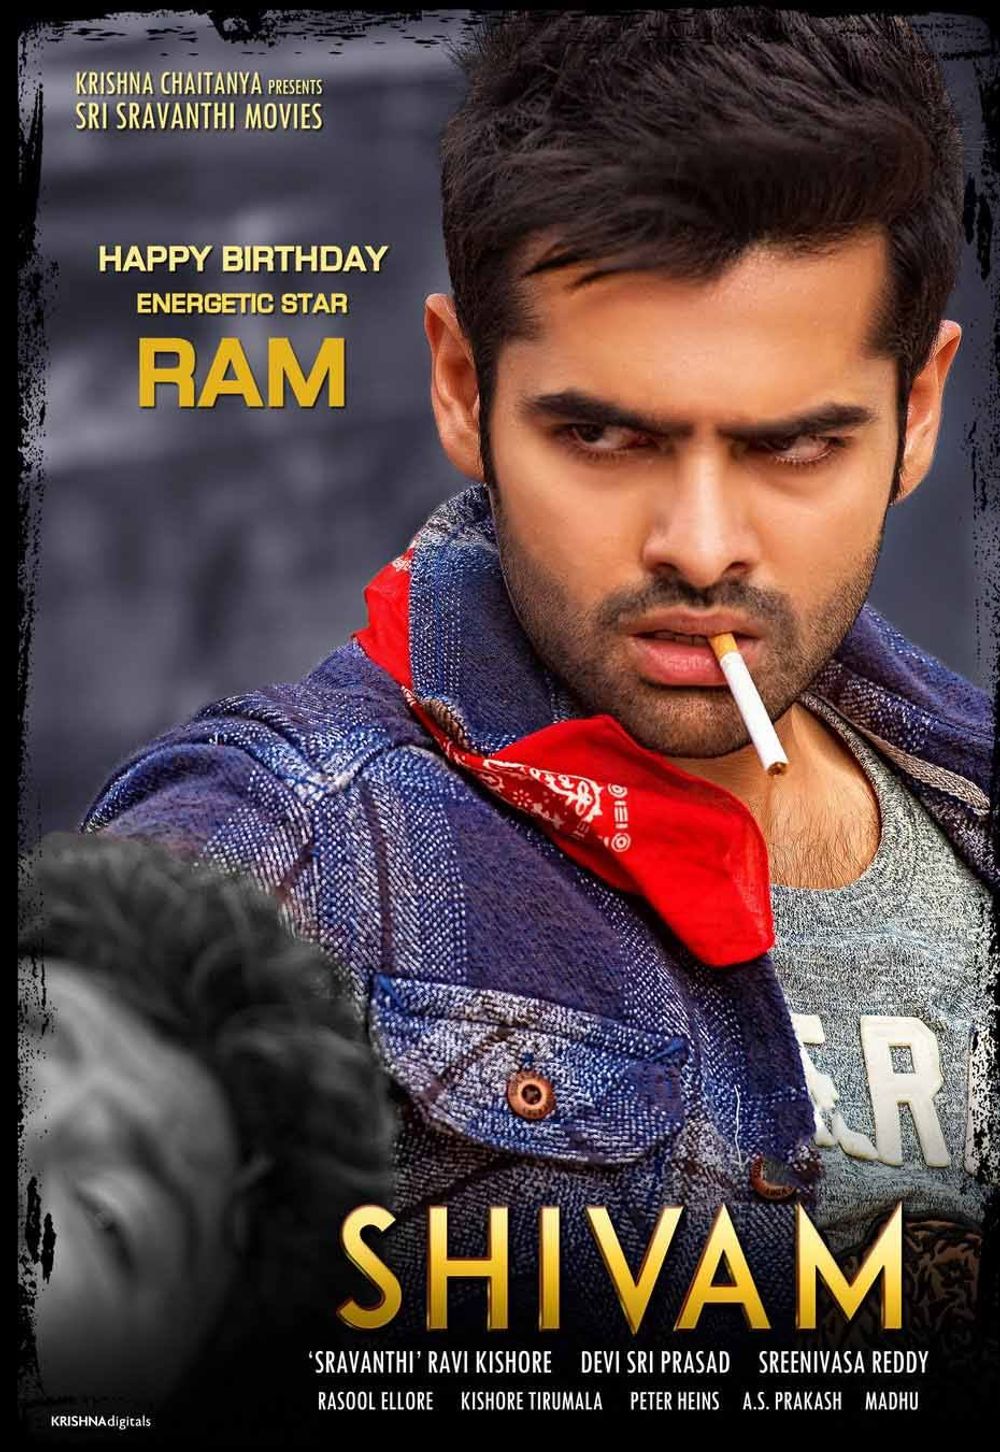 KRISHNA CHAITANYA PRESENTS
SRI SRAVANTHI MOVIES
HAPPY BIRTHDAY
ENERGETIC STAR
RAM
ER
SHIVAM
'SRAVANTHI' RAVI KISHORE DEVI SRI PRASAD SREENIVASA REDDY
RASOOL ELLORE KISHORE TIRUMALA PETER HEINS A.S. PRAKASH MADHU
KRISHNAdigitals